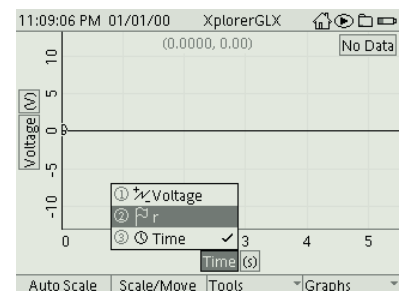 11:09:06 PM 01/01/00 XplorerGLX
(0.0000, 0.00) No Data
Voltage (V)
10
5
0
-5
-10
① Voltage
② r
③ Time ✓
0 3 4 5
Time (s)
Auto Scale Scale/Move Tools Graphs